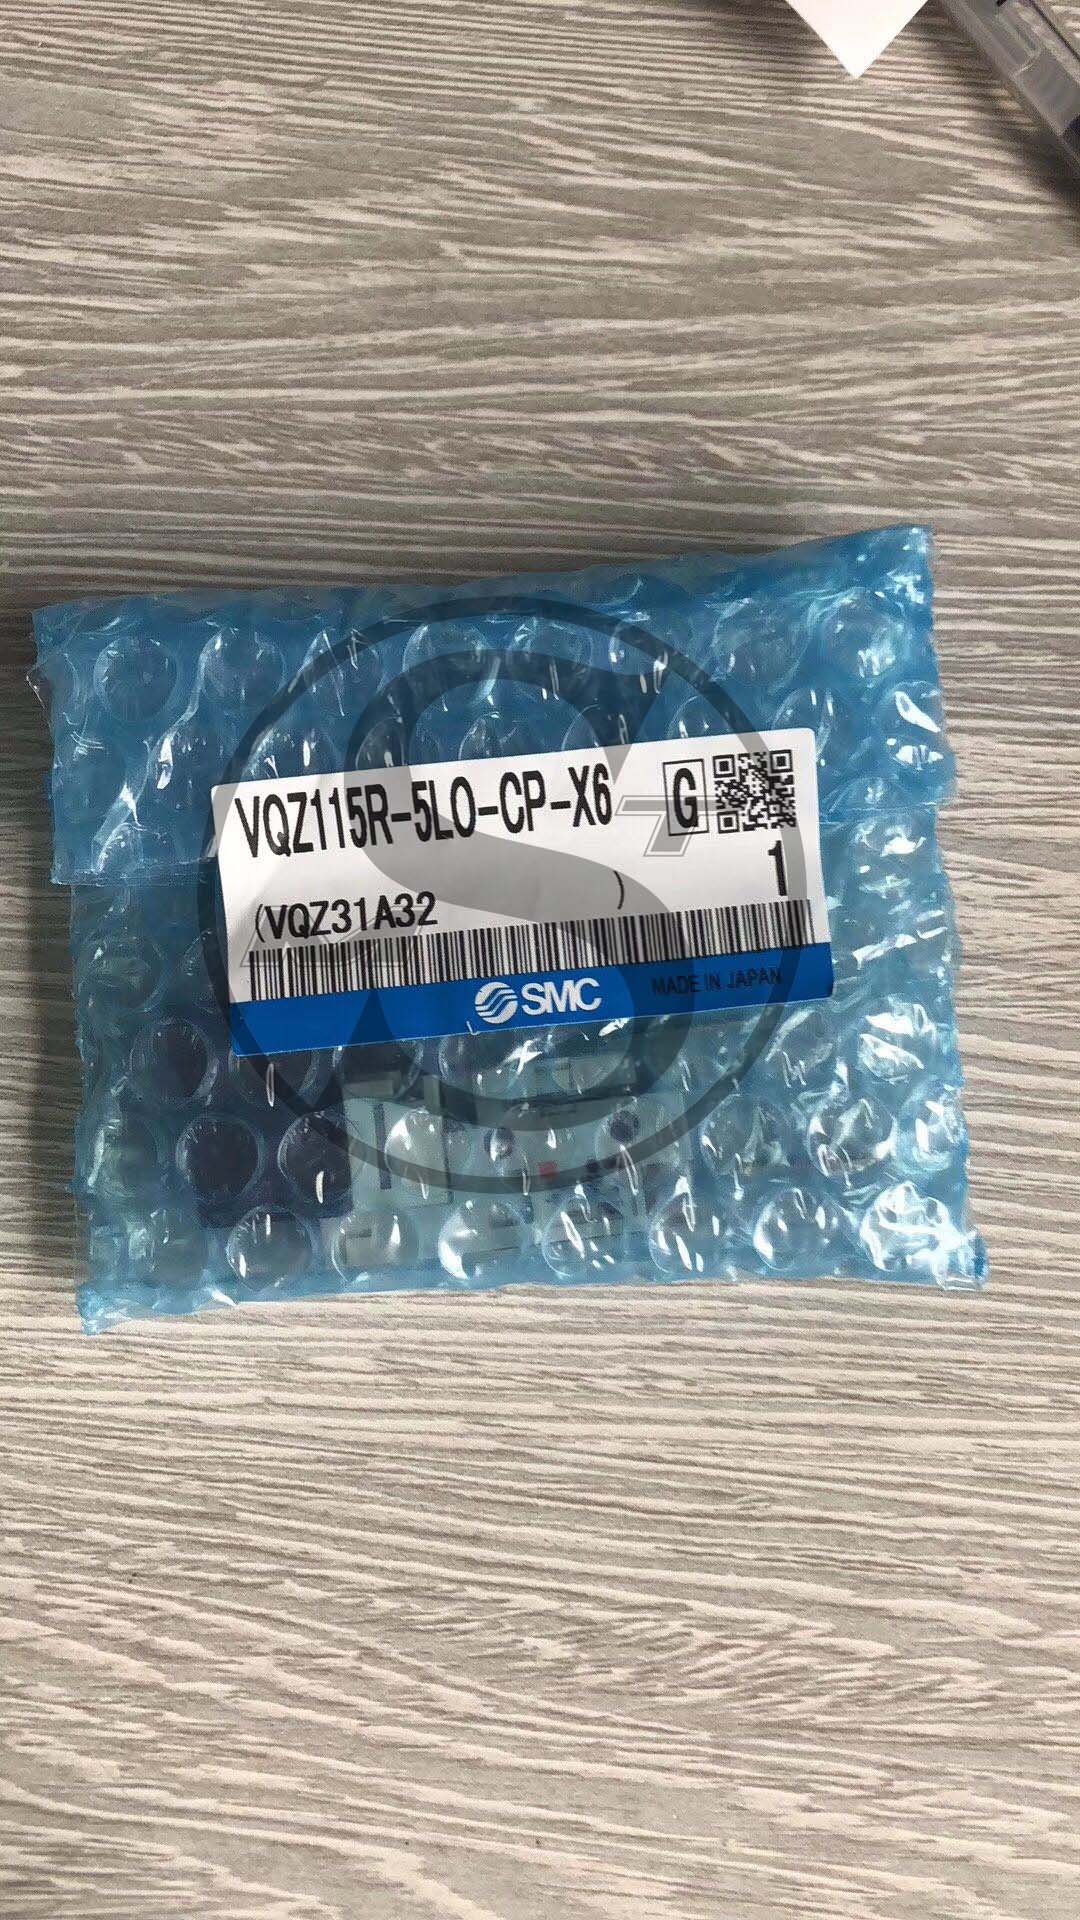 VQZ115R-5LO-CP-X6 G
1
(VQZ31A32 )
SMC MADE IN JAPAN